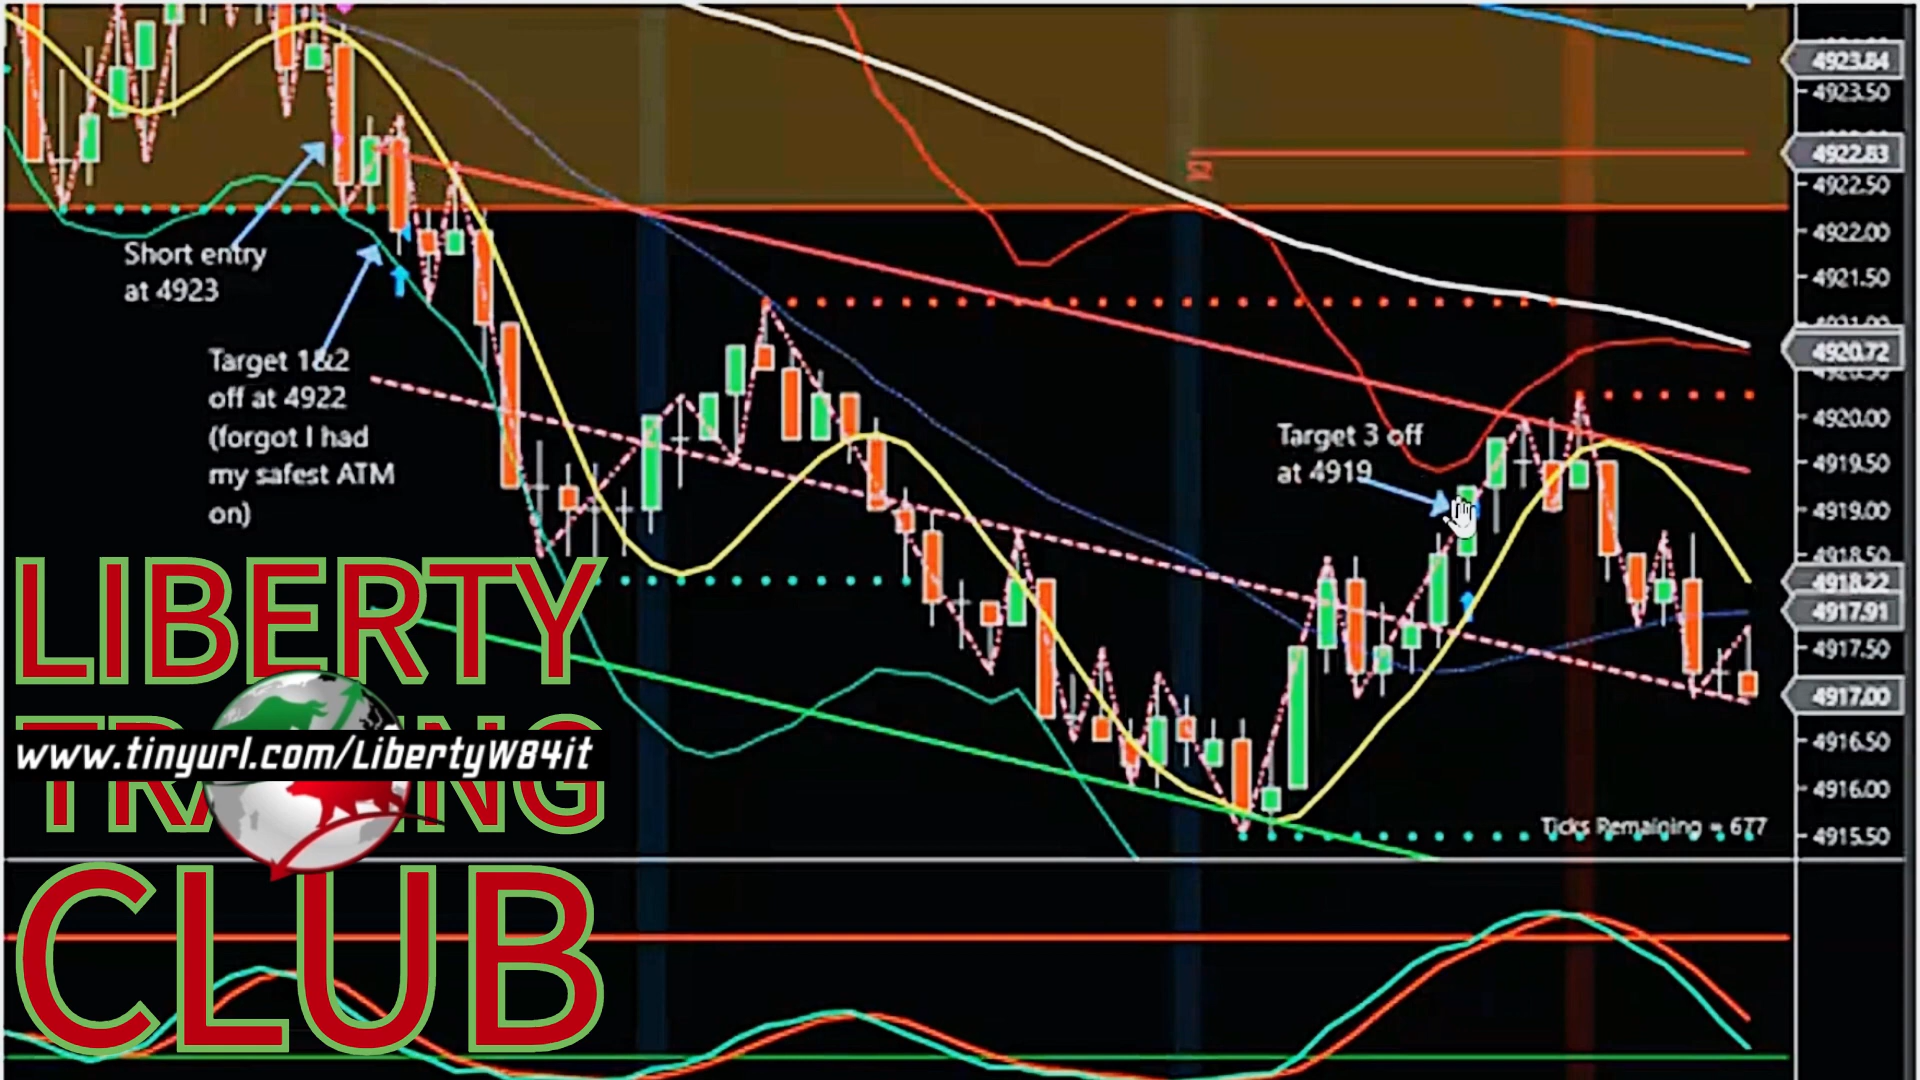 4923.84
4923.50
4922.83
4922.50
4922.00
4921.50
4920.72
4920.00
4919.50
4919.00
4918.50
4918.22
4917.91
4917.50
4917.00
4916.50
4916.00
4915.50
Short entry
at 4923
Target 1&2
off at 4922
(forgot I had
my safest ATM
on)
Target 3 off
at 4919
Ticks Remaining = 677
LIBERTY
TRADING
www.tinyurl.com/LibertyW84it
CLUB